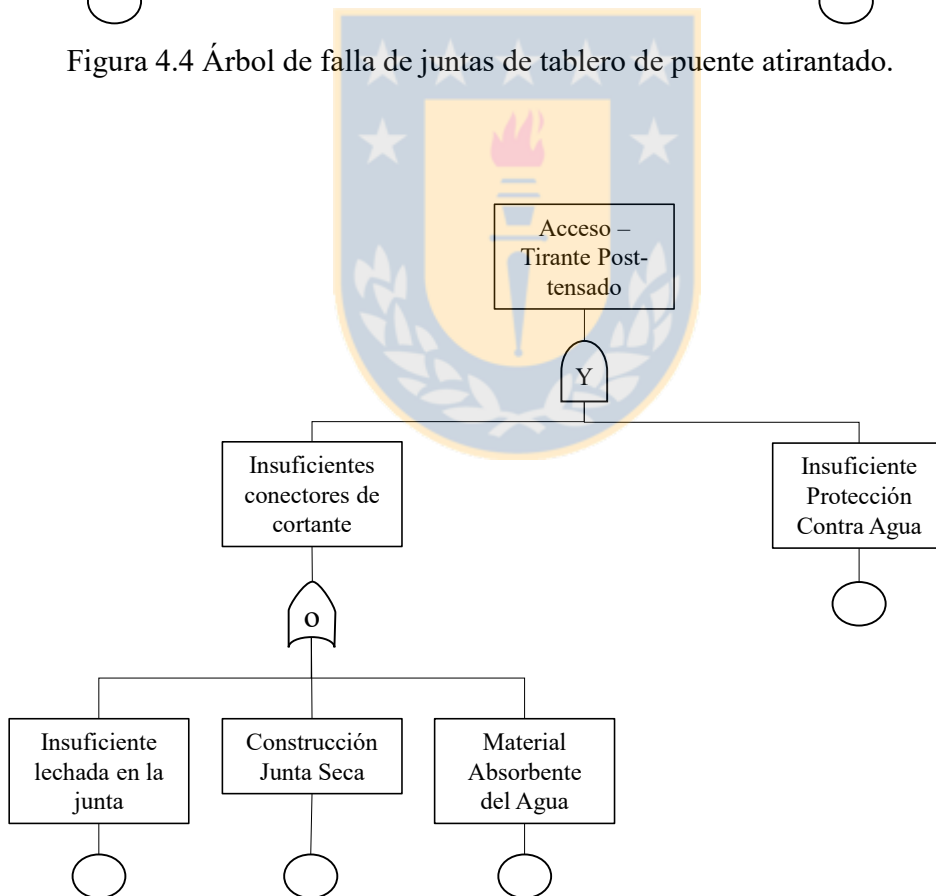 Figura 4.4 Árbol de falla de juntas de tablero de puente atirantado.
Acceso –
Tirante Post-
tensado
Y
Insuficientes
conectores de
cortante
Insuficiente
Protección
Contra Agua
o
Insuficiente
lechada en la
junta
Construcción
Junta Seca
Material
Absorbente
del Agua